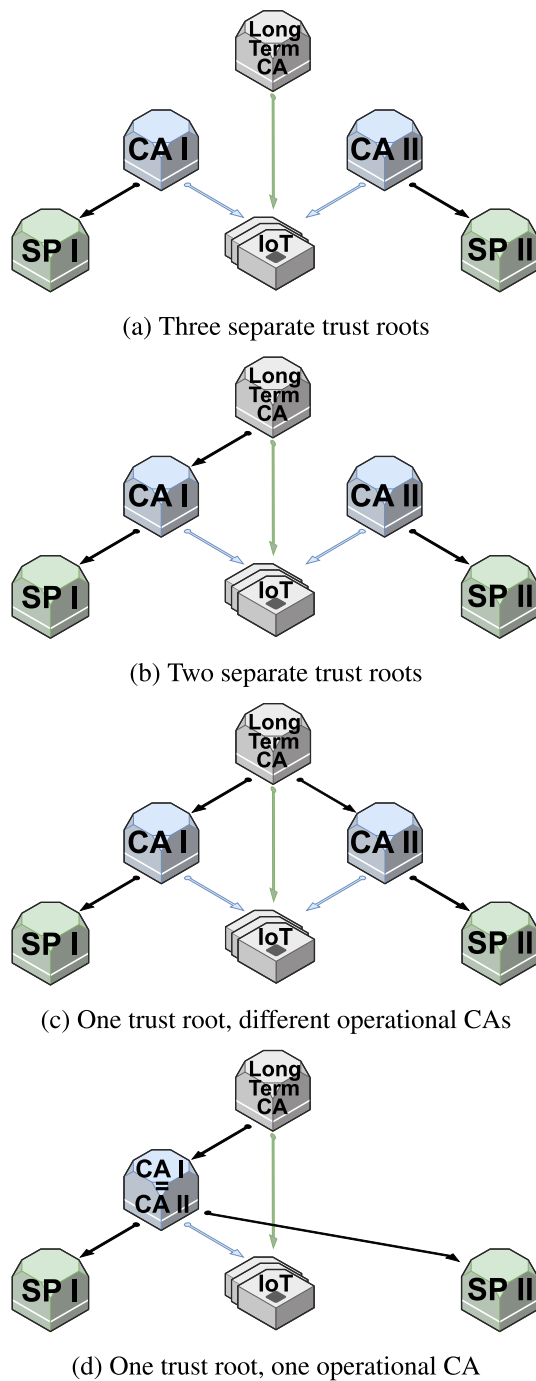 Long
Term
CA
CA I
CA II
SP I
IoT
SP II
(a) Three separate trust roots
Long
Term
CA
CA I
CA II
SP I
IoT
SP II
(b) Two separate trust roots
Long
Term
CA
CA I
CA II
SP I
IoT
SP II
(c) One trust root, different operational CAs
Long
Term
CA
CA I
=
CA II
SP I
IoT
SP II
(d) One trust root, one operational CA